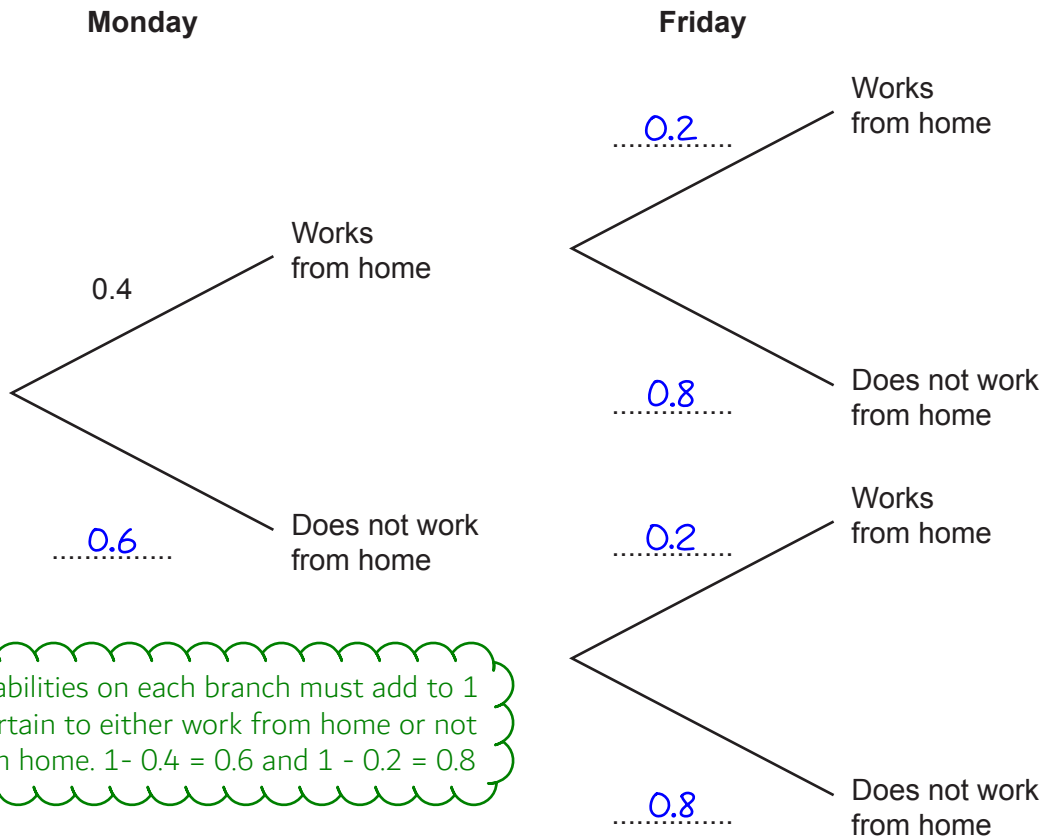 Monday
Friday
Works
from home
0.2
Works
from home
0.4
0.8
Does not work
from home
0.6
Does not work
from home
Works
from home
0.2
abilities on each branch must add to 1
rtain to either work from home or not
home. 1- 0.4 = 0.6 and 1 - 0.2 = 0.8
0.8
Does not work
from home